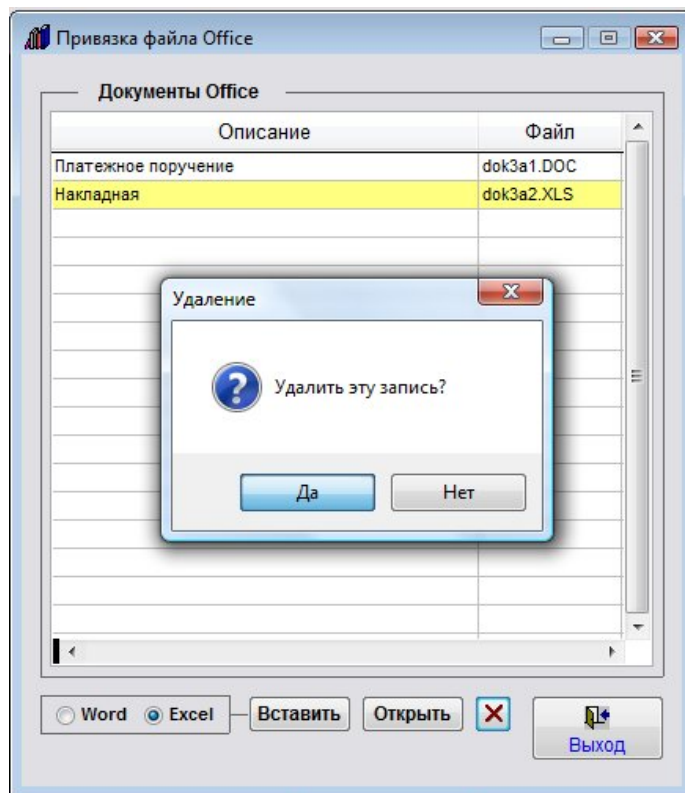 Привязка файла Office
Документы Office
Описание Файл
Платежное поручение dok3a1.DOC
Накладная dok3a2.XLS
Удаление
Удалить эту запись?
Да Нет
Word Excel Вставить Открыть
Выход